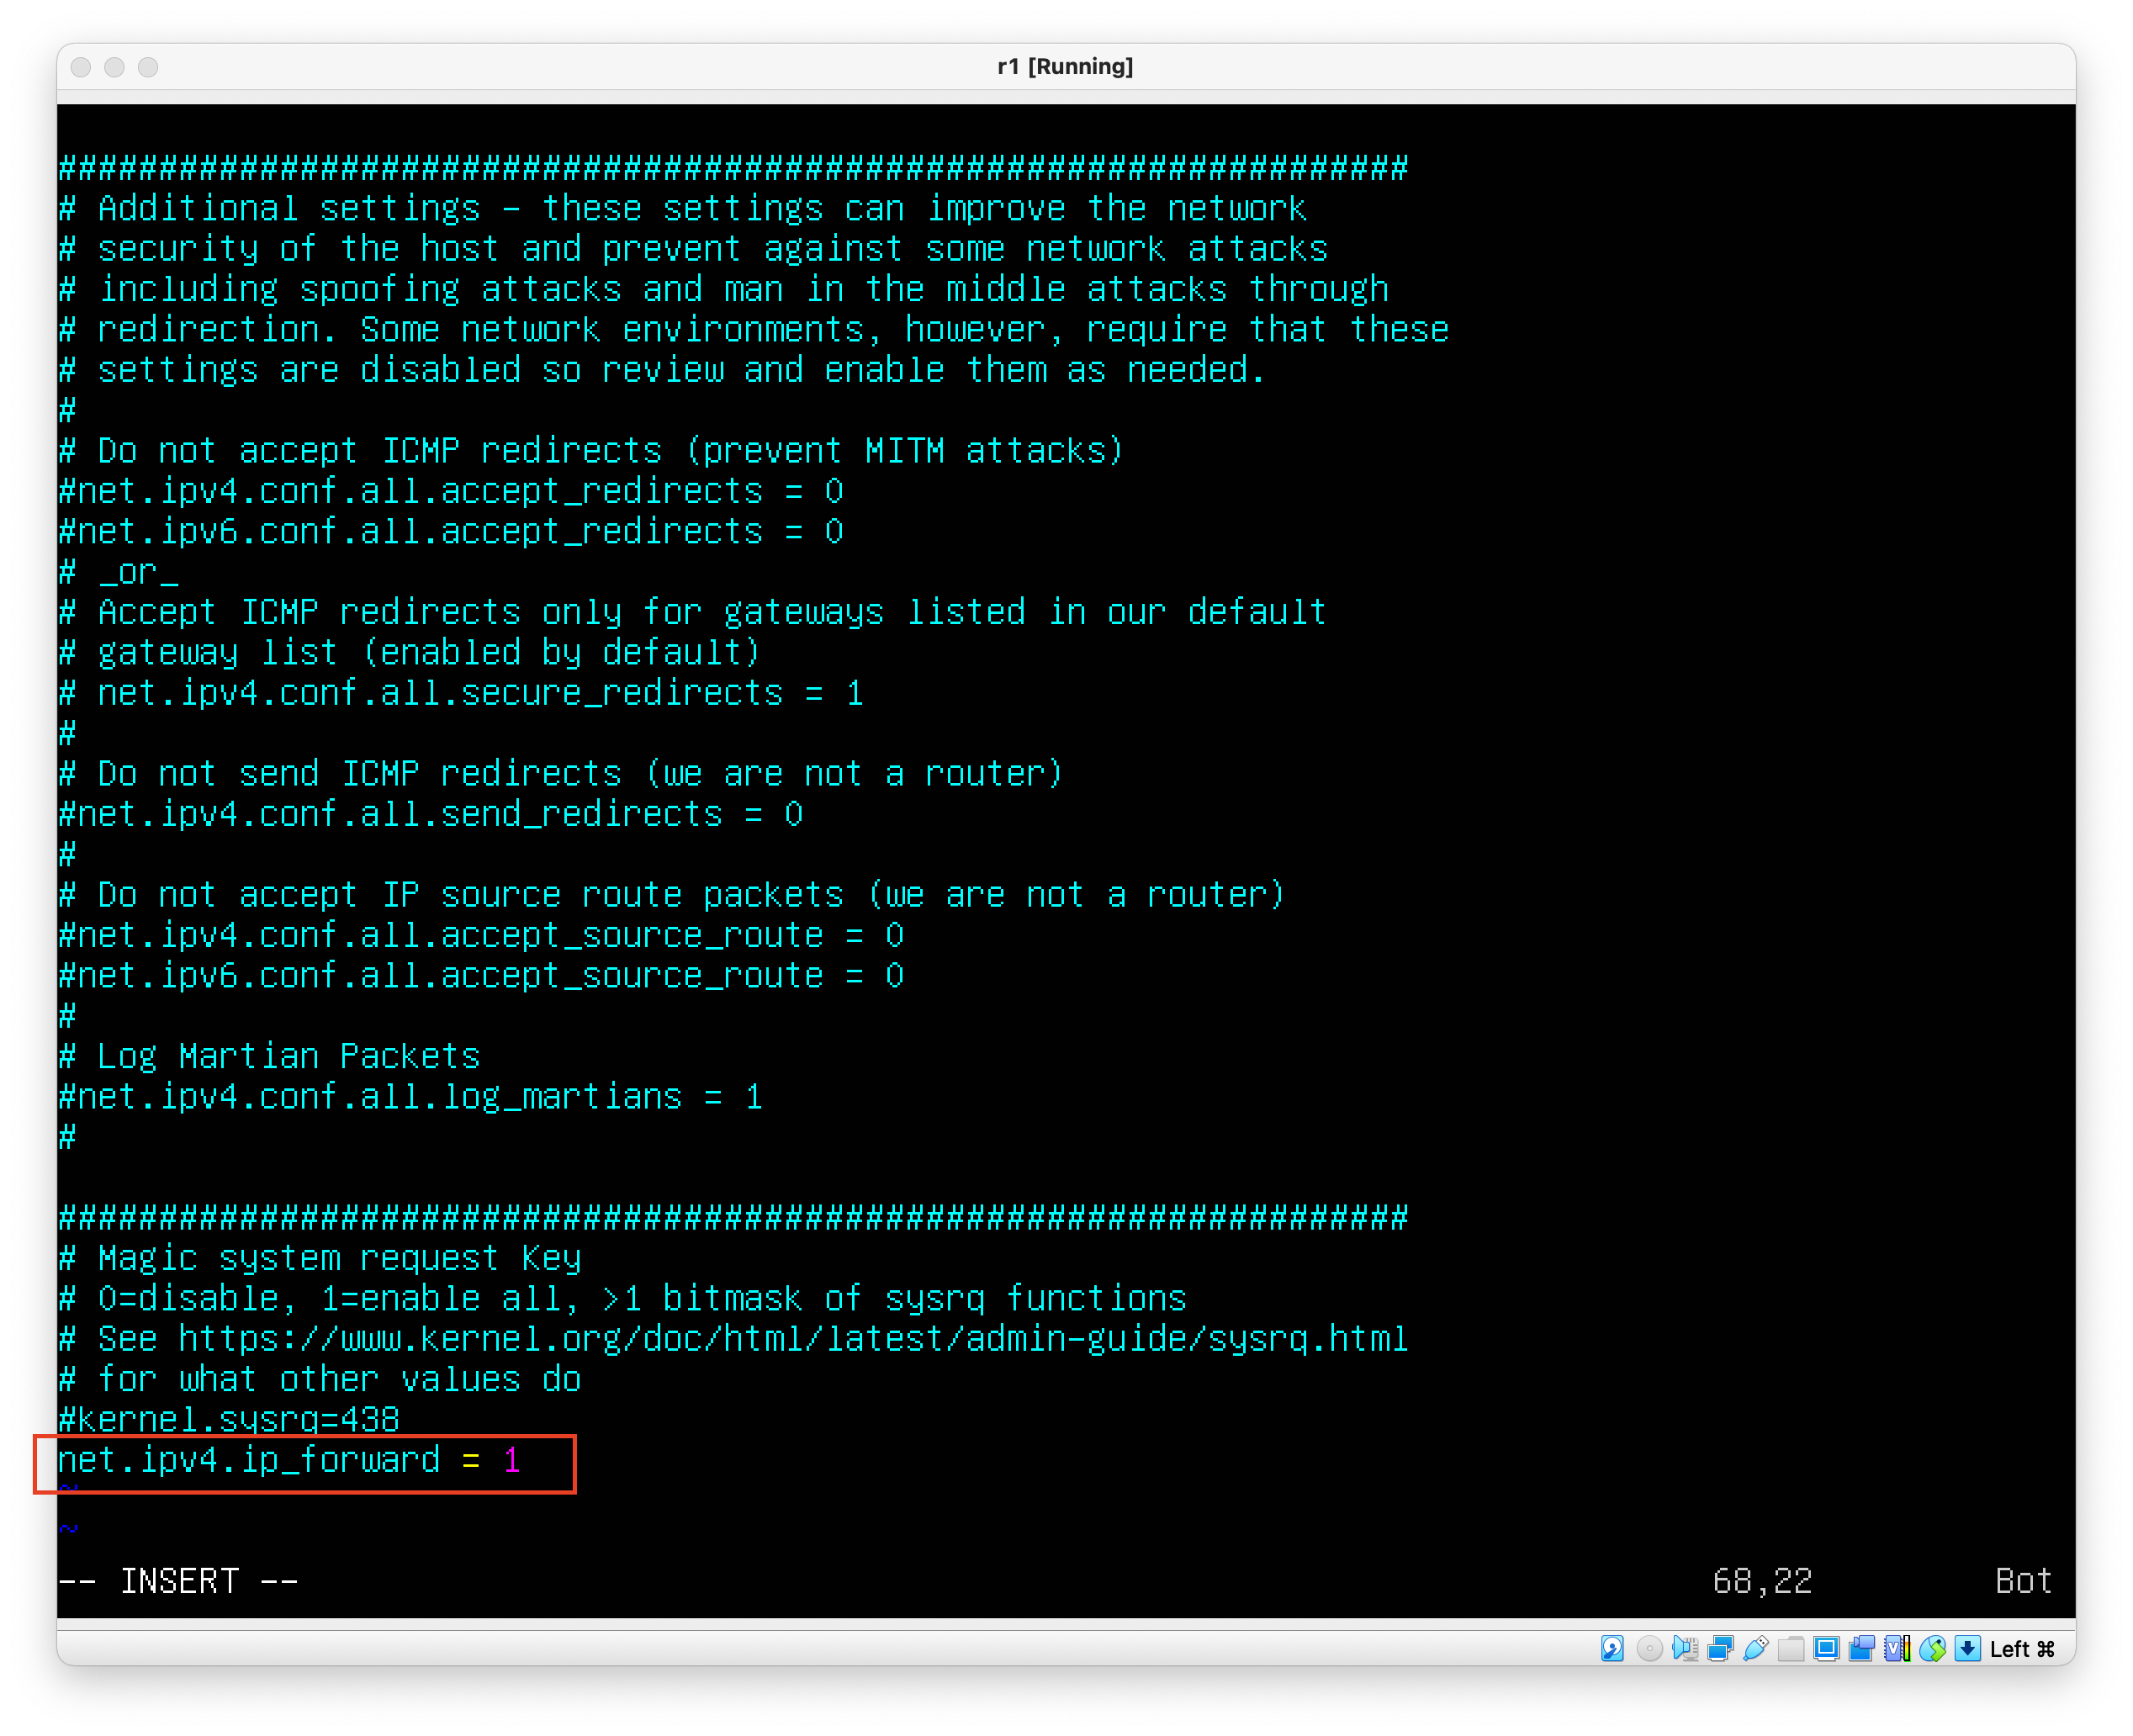 r1 [Running]
####################################################################
# Additional settings - these settings can improve the network
# security of the host and prevent against some network attacks
# including spoofing attacks and man in the middle attacks through
# redirection. Some network environments, however, require that these
# settings are disabled so review and enable them as needed.
#
# Do not accept ICMP redirects (prevent MITM attacks)
#net.ipv4.conf.all.accept_redirects = 0
#net.ipv6.conf.all.accept_redirects = 0
# _or_
# Accept ICMP redirects only for gateways listed in our default
# gateway list (enabled by default)
# net.ipv4.conf.all.secure_redirects = 1
#
# Do not send ICMP redirects (we are not a router)
#net.ipv4.conf.all.send_redirects = 0
#
# Do not accept IP source route packets (we are not a router)
#net.ipv4.conf.all.accept_source_route = 0
#net.ipv6.conf.all.accept_source_route = 0
#
# Log Martian Packets
#net.ipv4.conf.all.log_martians = 1
#
###################################################################
# Magic system request Key
# 0=disable, 1=enable all, >1 bitmask of sysrq functions
# See https://www.kernel.org/doc/html/latest/admin-guide/sysrq.html
# for what other values do
#kernel.sysrq=438
net.ipv4.ip_forward = 1
~
~
-- INSERT -- 68,22 Bot
Left ⌘